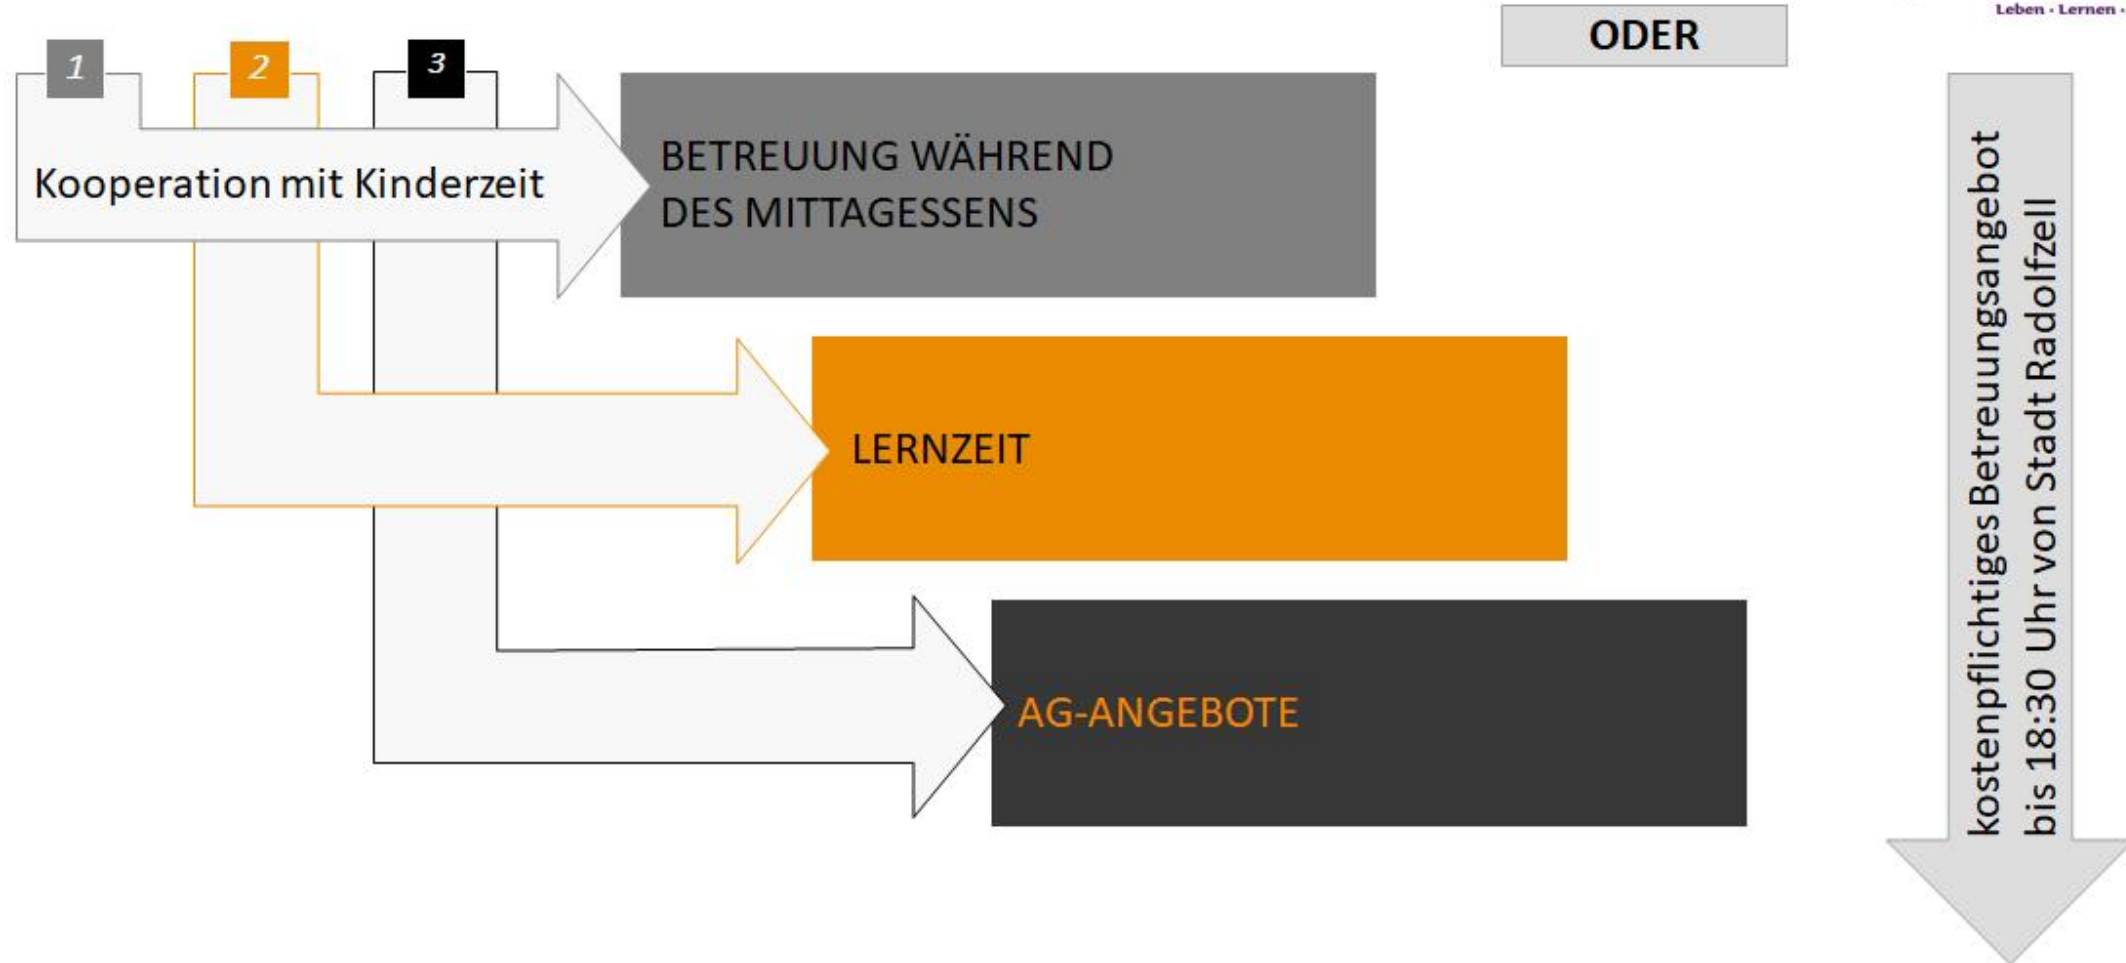 Leben · Lernen ·
ODER
1
2
3
Kooperation mit Kinderzeit
BETREUUNG WÄHREND
DES MITTAGESSENS
LERNZEIT
AG-ANGEBOTE
kostenpflichtiges Betreuungsangebot
bis 18:30 Uhr von Stadt Radolfzell